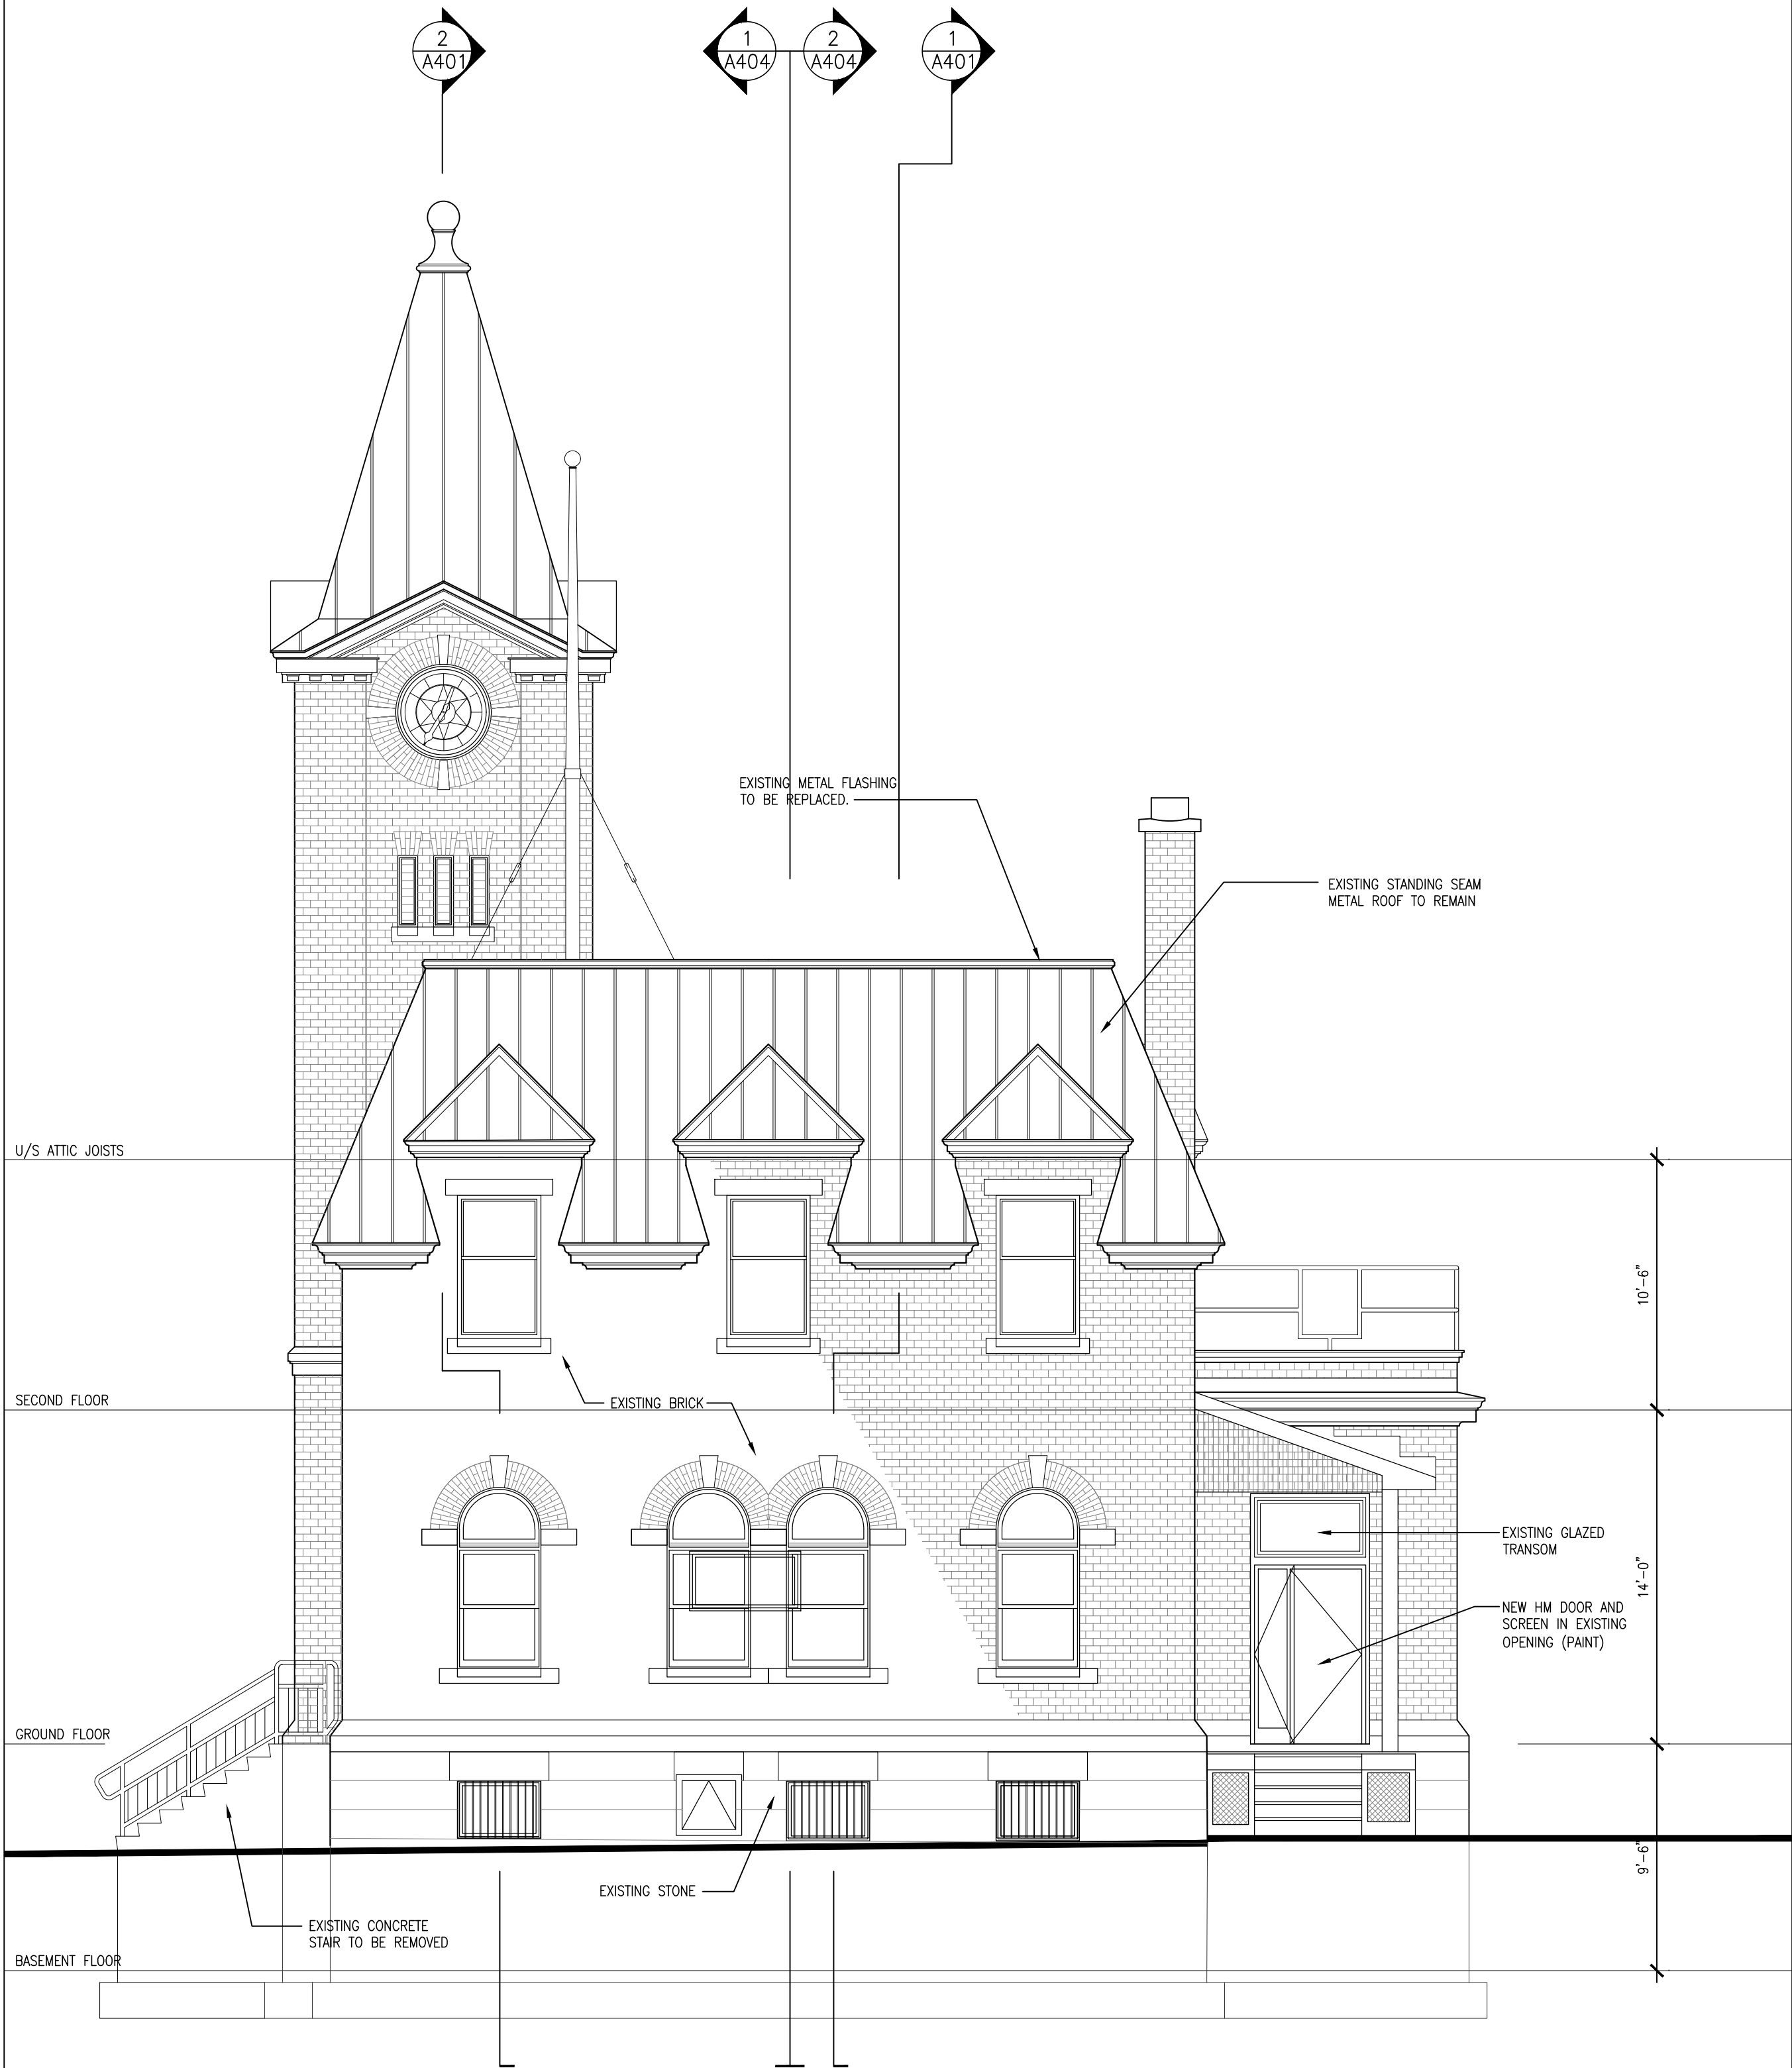 2
A401
1
A404
2
A404
1
A401
EXISTING METAL FLASHING
TO BE REPLACED.
EXISTING STANDING SEAM
METAL ROOF TO REMAIN
U/S ATTIC JOISTS
10'-6"
SECOND FLOOR
EXISTING BRICK
EXISTING GLAZED
TRANSOM
14'-0"
NEW HM DOOR AND
SCREEN IN EXISTING
OPENING (PAINT)
GROUND FLOOR
9'-6"
EXISTING STONE
EXISTING CONCRETE
STAIR TO BE REMOVED
BASEMENT FLOOR